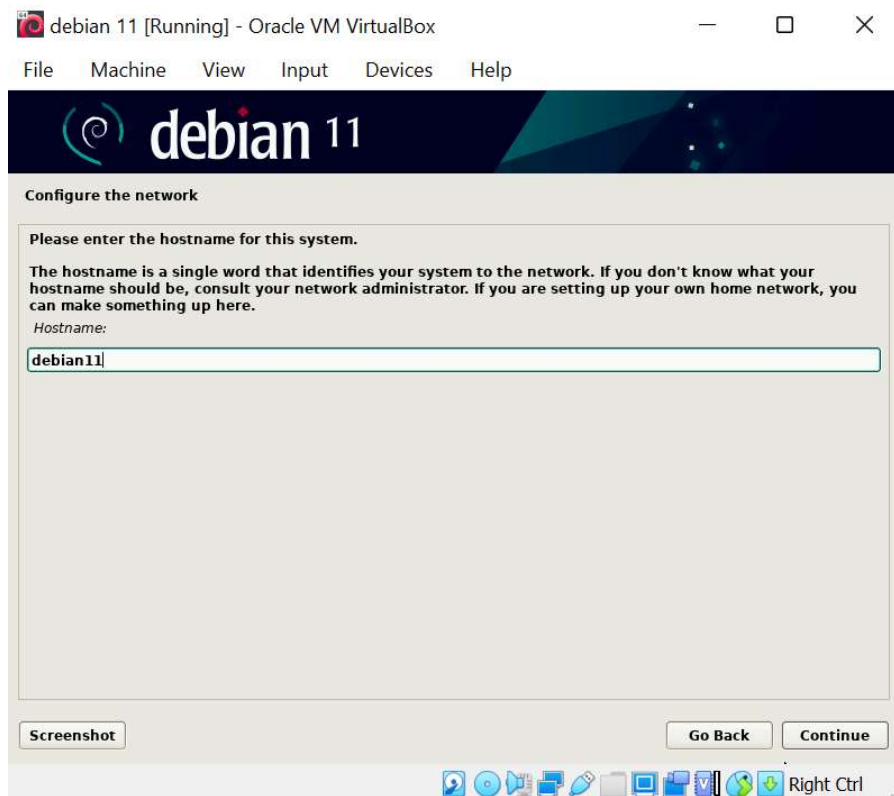 debian 11 [Running] - Oracle VM VirtualBox
File Machine View Input Devices Help
debian 11
Configure the network
Please enter the hostname for this system.
The hostname is a single word that identifies your system to the network. If you don't know what your
hostname should be, consult your network administrator. If you are setting up your own home network, you
can make something up here.
Hostname:
debian11
Screenshot Go Back Continue
Right Ctrl